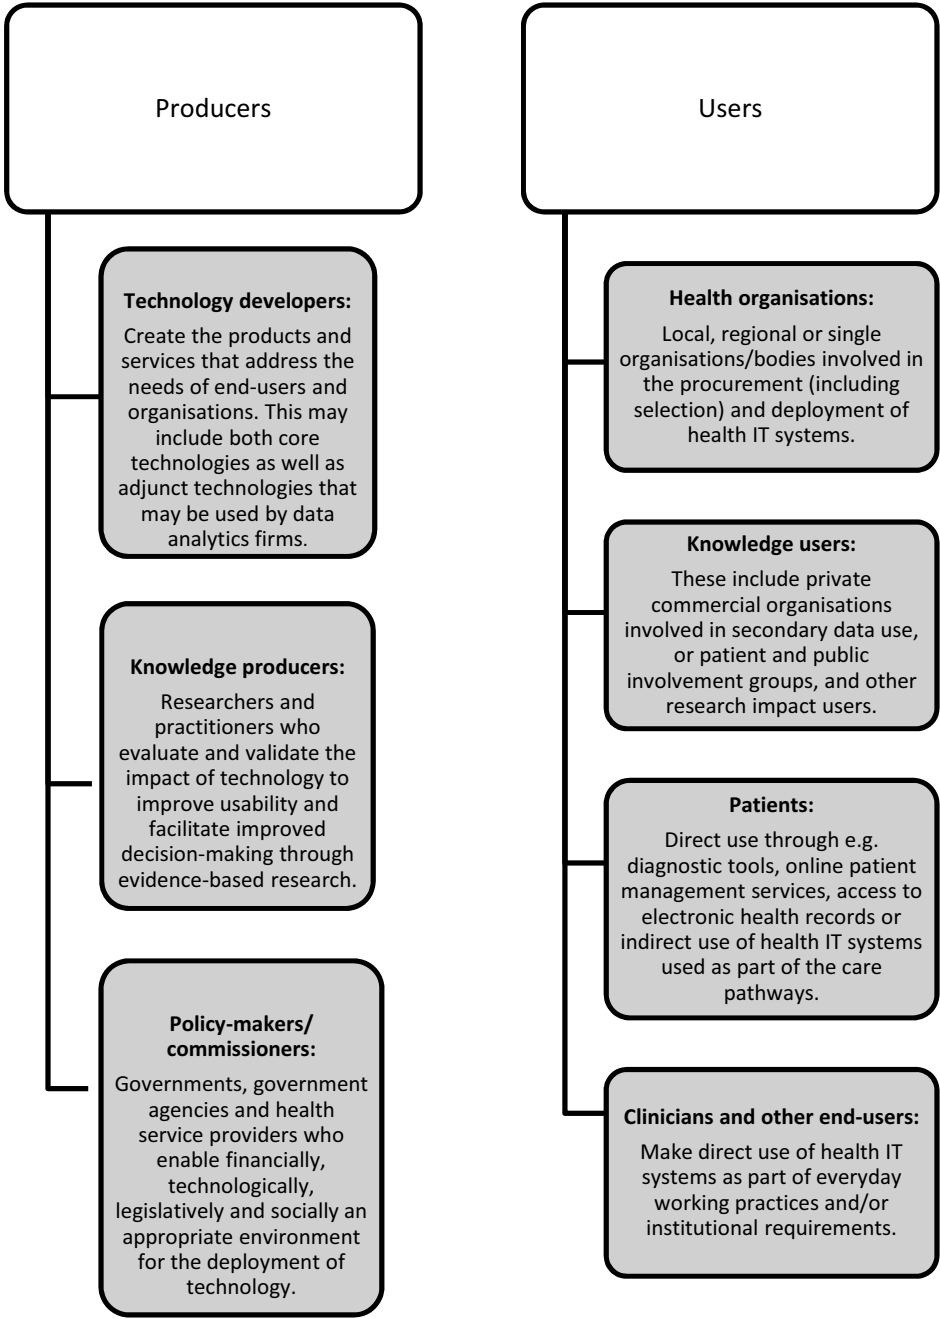 Producers
Technology developers:
Create the products and
services that address the
needs of end-users and
organisations. This may
include both core
technologies as well as
adjunct technologies that
may be used by data
analytics firms.
Knowledge producers:
Researchers and
practitioners who
evaluate and validate the
impact of technology to
improve usability and
facilitate improved
decision-making through
evidence-based research.
Policy-makers/
commissioners:
Governments, government
agencies and health
service providers who
enable financially,
technologically,
legislatively and socially an
appropriate environment
for the deployment of
technology.
Users
Health organisations:
Local, regional or single
organisations/bodies involved in
the procurement (including
selection) and deployment of
health IT systems.
Knowledge users:
These include private
commercial organisations
involved in secondary data use,
or patient and public
involvement groups, and other
research impact users.
Patients:
Direct use through e.g.
diagnostic tools, online patient
management services, access to
electronic health records or
indirect use of health IT systems
used as part of the care
pathways.
Clinicians and other end-users:
Make direct use of health IT
systems as part of everyday
working practices and/or
institutional requirements.